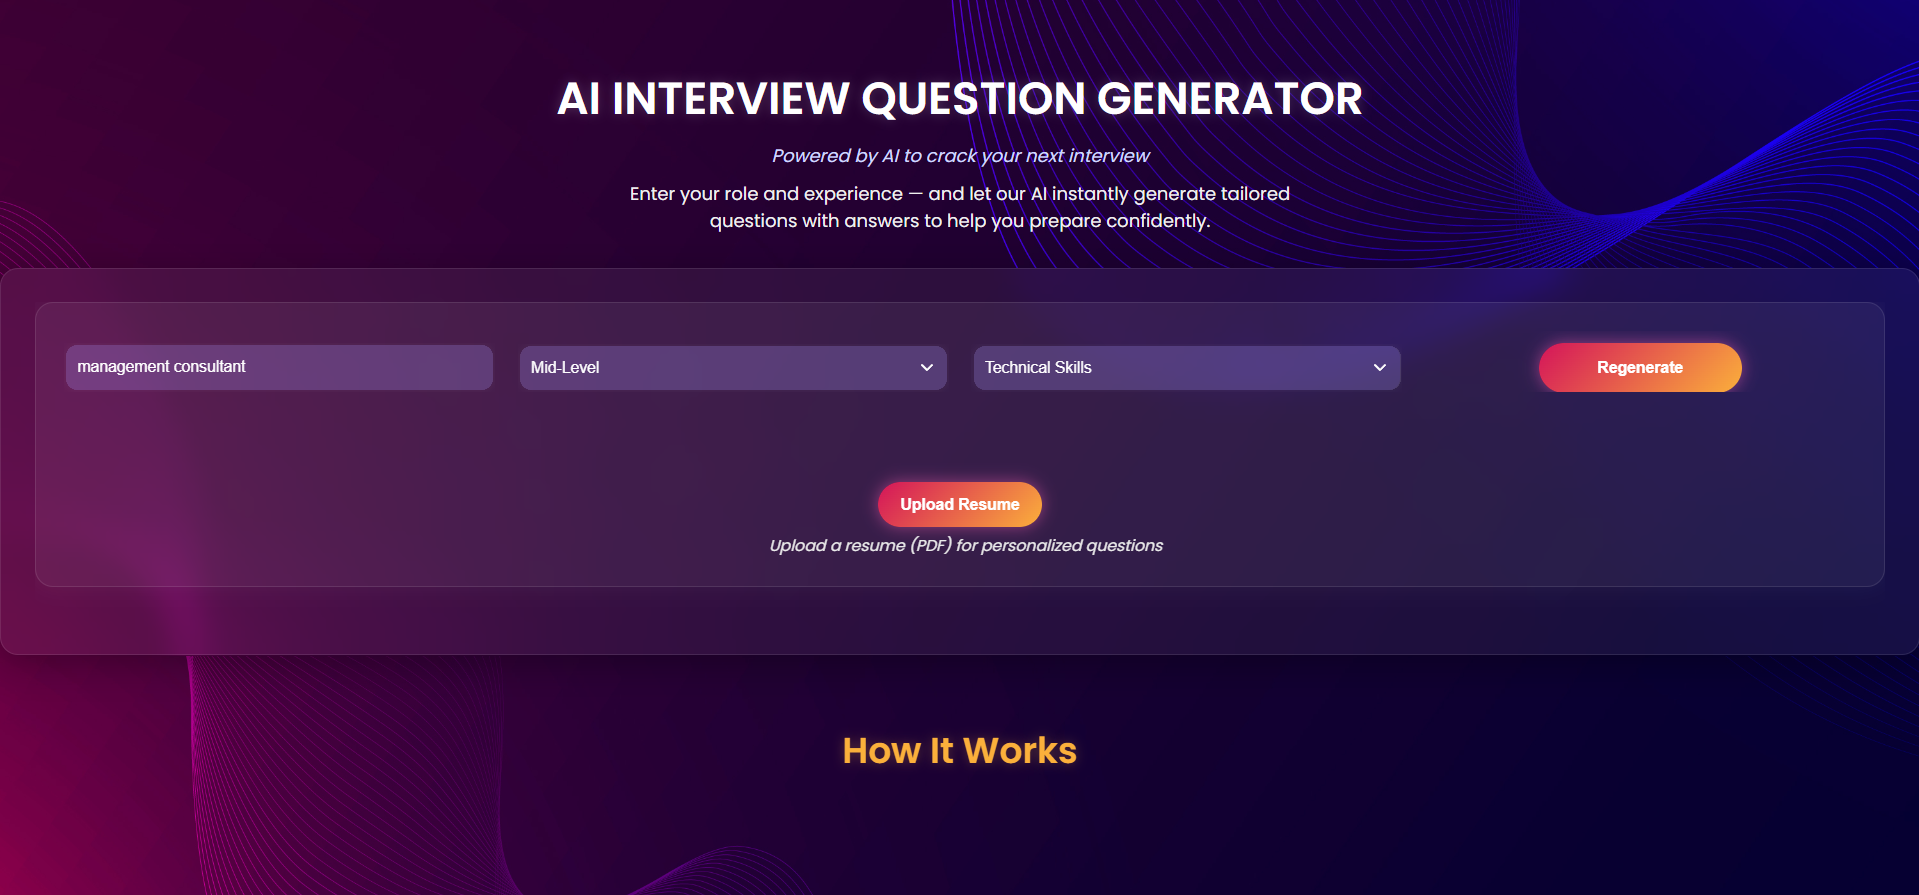 AI INTERVIEW QUESTION GENERATOR
Powered by AI to crack your next interview
Enter your role and experience — and let our AI instantly generate tailored
questions with answers to help you prepare confidently.
management consultant
Mid-Level
Technical Skills
Regenerate
Upload Resume
Upload a resume (PDF) for personalized questions
How It Works